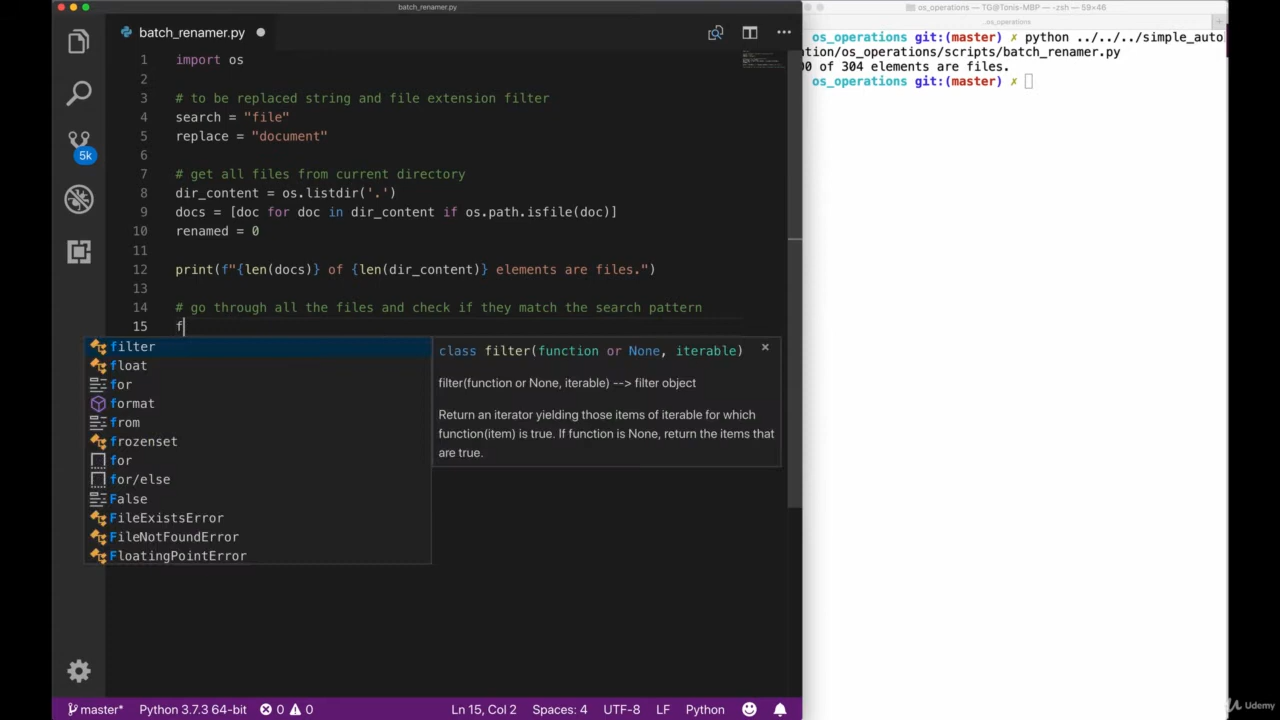 batch_renamer.py
os_operations — TG@Tonis-MBP — -zsh — 59×46
batch_renamer.py
..os_operations
5k
1 import os
2
3 # to be replaced string and file extension filter
4 search = "file"
5 replace = "document"
6
7 # get all files from current directory
8 dir_content = os.listdir('.')
9 docs = [doc for doc in dir_content if os.path.isfile(doc)]
10 renamed = 0
11
12 print(f"{len(docs)} of {len(dir_content)} elements are files.")
13
14 # go through all the files and check if they match the search pattern
15 f
filter
float
for
format
from
frozenset
for
for/else
False
FileExistsError
FileNotFoundError
FloatingPointError
class filter(function or None, iterable)
filter(function or None, iterable) --> filter object
Return an iterator yielding those items of iterable for which
function(item) is true. If function is None, return the items that
are true.
os_operations git:(master) ✗ python ../../../simple_auto
tion/os_operations/scripts/batch_renamer.py
0 of 304 elements are files.
os_operations git:(master) ✗
master* Python 3.7.3 64-bit 0 0 Ln 15, Col 2 Spaces: 4 UTF-8 LF Python
Udemy